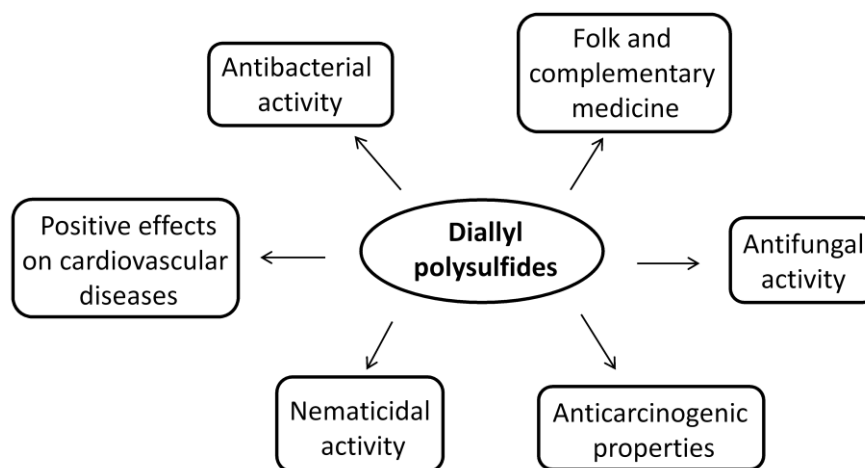 Antibacterial
activity
Folk and
complementary
medicine
Positive effects
on cardiovascular
diseases
Diallyl
polysulfides
Antifungal
activity
Nematicidal
activity
Anticarcinogenic
properties